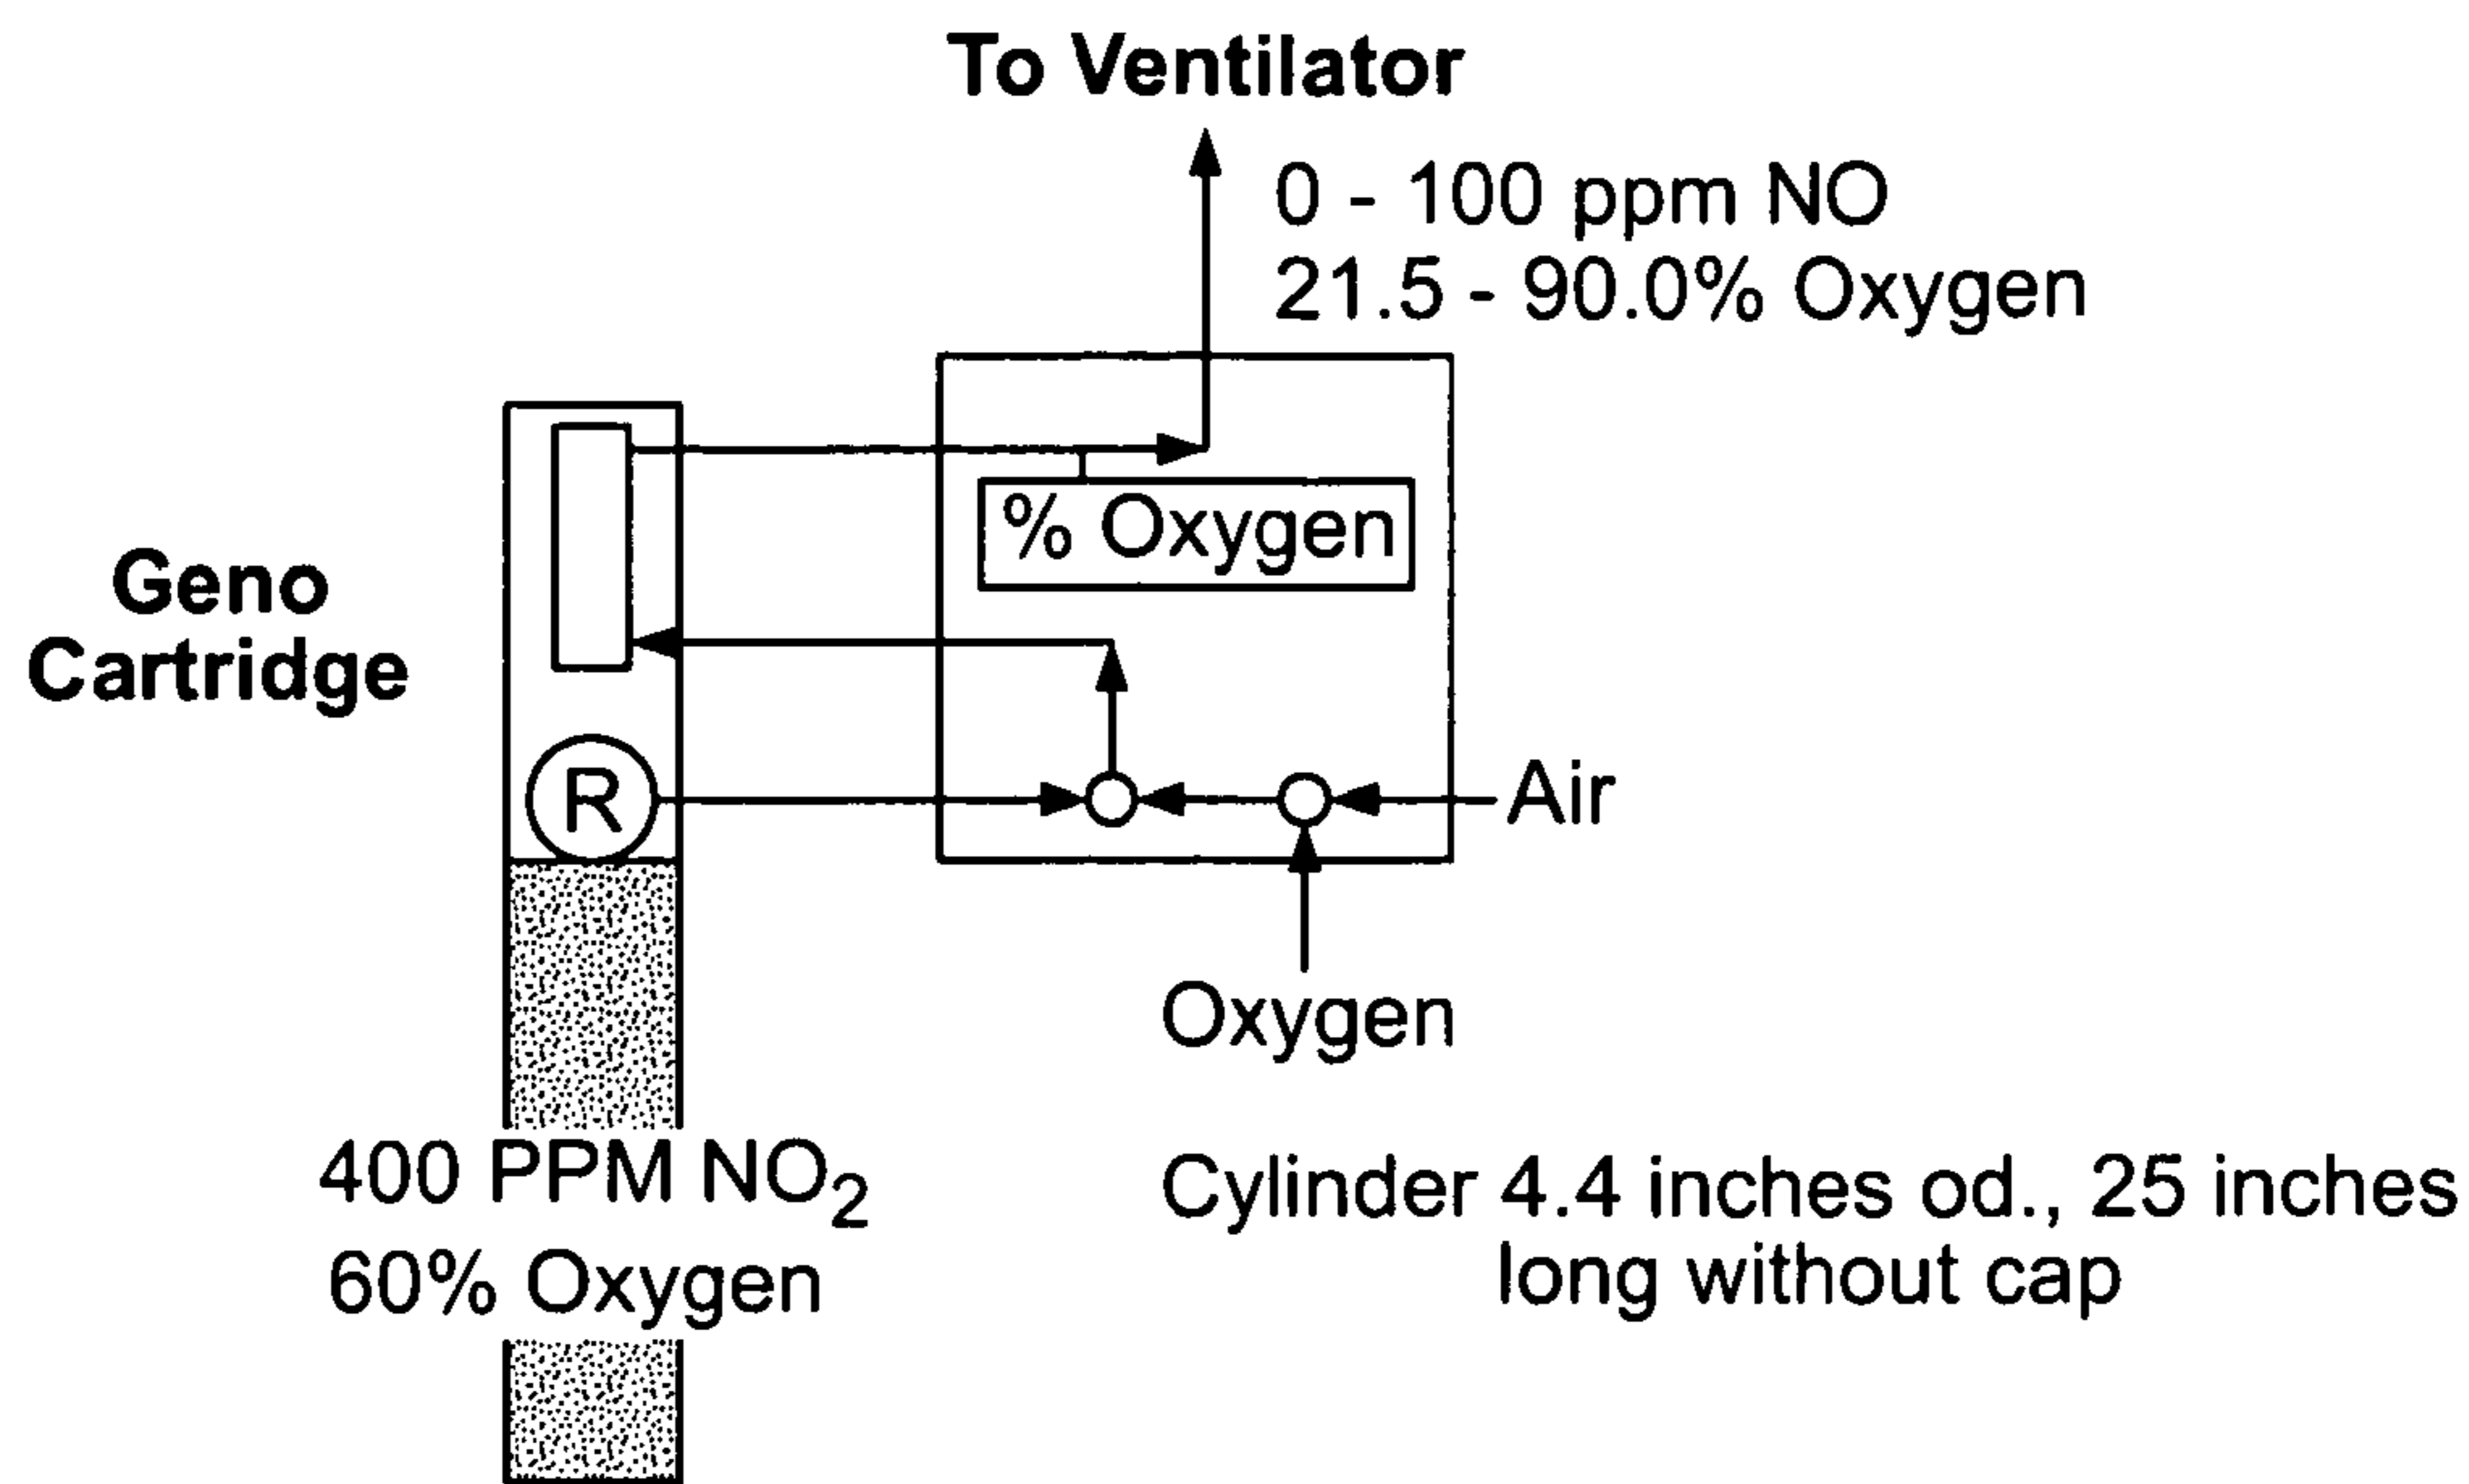 To Ventilator
0 - 100 ppm NO
21.5 - 90.0% Oxygen
% Oxygen
Geno
Cartridge
R
Air
Oxygen
400 PPM NO₂
60% Oxygen
Cylinder 4.4 inches od., 25 inches
long without cap